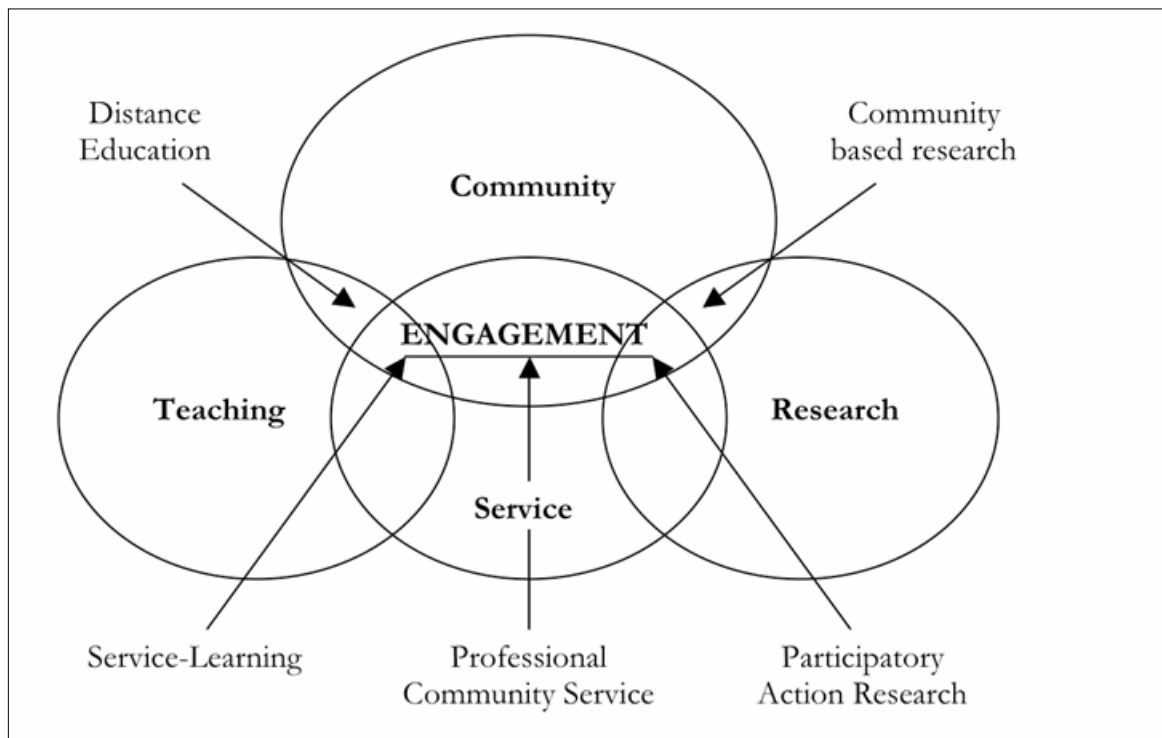 Distance
Education
Community
based research
Community
ENGAGEMENT
Teaching
Research
Service
Service-Learning
Professional
Community Service
Participatory
Action Research